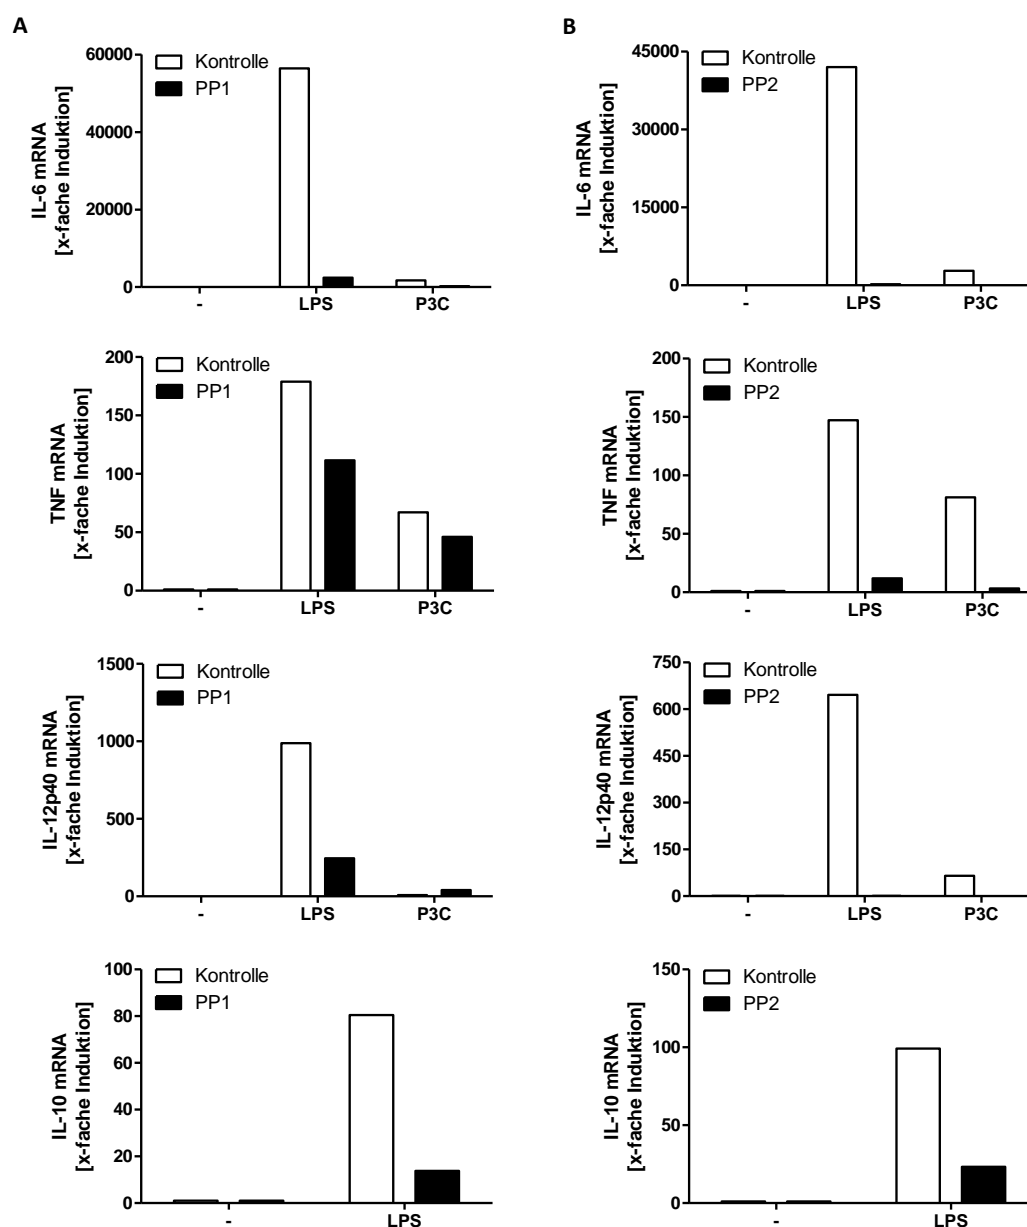 A
IL-6 mRNA
[x-fache Induktion]
60000
40000
20000
0
Kontrolle
PP1
- LPS P3C
B
IL-6 mRNA
[x-fache Induktion]
45000
30000
15000
0
Kontrolle
PP2
- LPS P3C
TNF mRNA
[x-fache Induktion]
200
150
100
50
0
Kontrolle
PP1
- LPS P3C
TNF mRNA
[x-fache Induktion]
200
150
100
50
0
Kontrolle
PP2
- LPS P3C
IL-12p40 mRNA
[x-fache Induktion]
1500
1000
500
0
Kontrolle
PP1
- LPS P3C
IL-12p40 mRNA
[x-fache Induktion]
750
600
450
300
150
0
Kontrolle
PP2
- LPS P3C
IL-10 mRNA
[x-fache Induktion]
100
80
60
40
20
0
Kontrolle
PP1
- LPS
IL-10 mRNA
[x-fache Induktion]
150
100
50
0
Kontrolle
PP2
- LPS